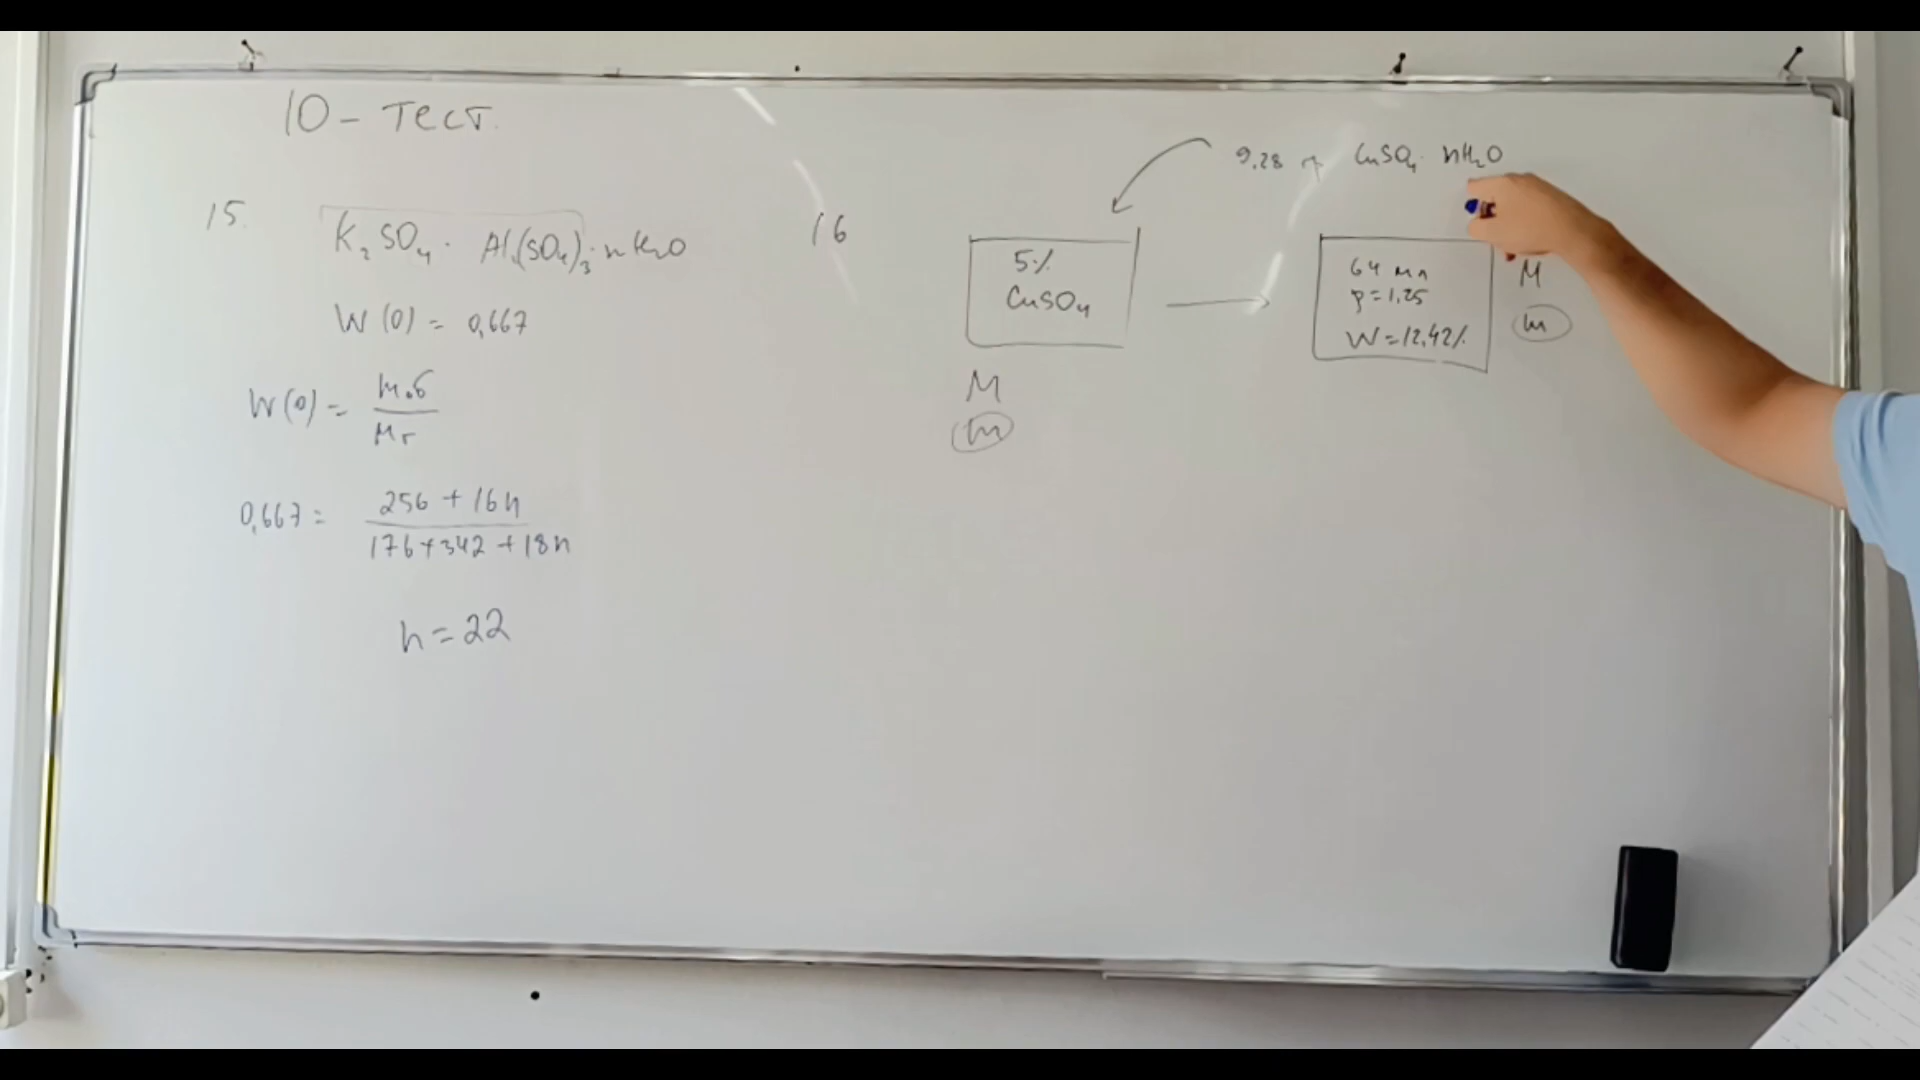 10 - тест.
15.
K₂SO₄ · Al₂(SO₄)₃ · nH₂O
W(O) = 0,667
W(O) = m.б / Mr
0,667 = 256 + 16n / 176 + 342 + 18n
n = 22
16
9,28 г CuSO₄ · nH₂O
5%
CuSO₄
M
m
64 мл
ρ = 1,25
W = 12,42%
M
m